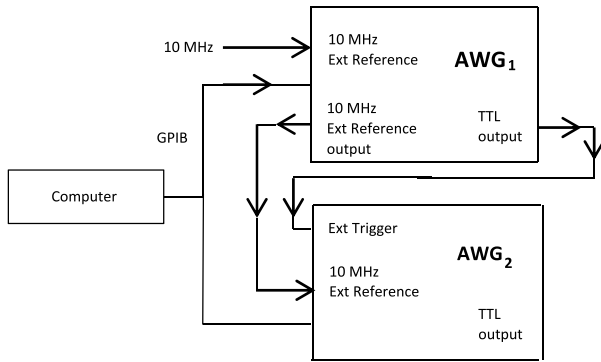 10 MHz
10 MHz
Ext Reference
AWG1
10 MHz
Ext Reference
output
TTL
output
GPIB
Computer
Ext Trigger
AWG2
10 MHz
Ext Reference
TTL
output